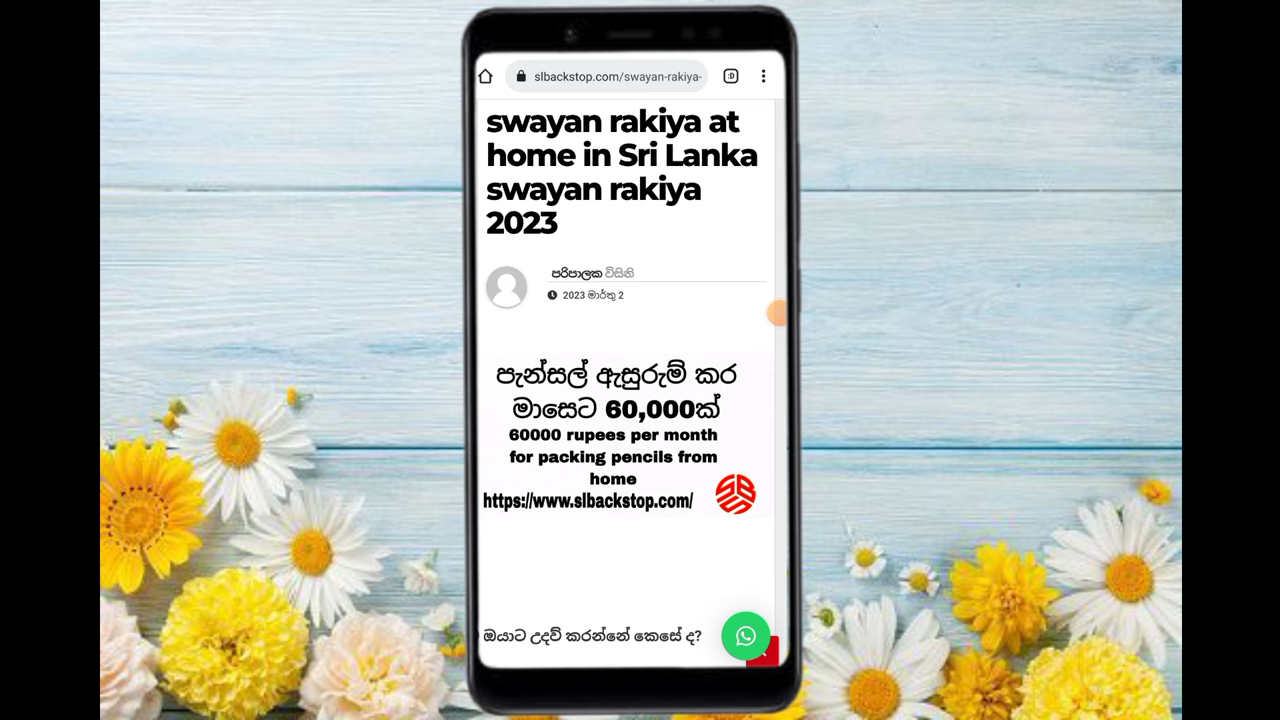 slbackstop.com/swayan-rakiya-
:D
swayan rakiya at
home in Sri Lanka
swayan rakiya
2023
පරිපාලක විසිනි
2023 මාර්තු 2
පැන්සල් ඇසුරුම් කර
මාසෙට 60,000ක්
60000 rupees per month
for packing pencils from
home
https://www.slbackstop.com/
ඔයාට උදව් කරන්නේ කෙසේ ද?